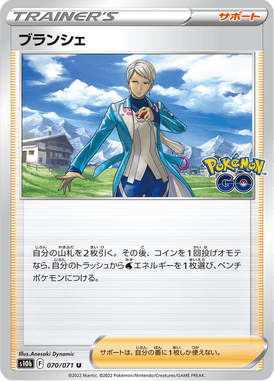 TRAINER'S サポート
ブランシェ
Pokémon GO
自分の山札を2枚引く。その後、コインを1回投げオモテ
なら、自分のトラッシュから エネルギーを1枚選び、ベンチ
ポケモンにつける。
Illus. Anesaki Dynamic
サポートは、自分の番に1枚しか使えない。
s10b F 070/071 U
©2022 Pokémon/Nintendo/Creatures/GAME FREAK.